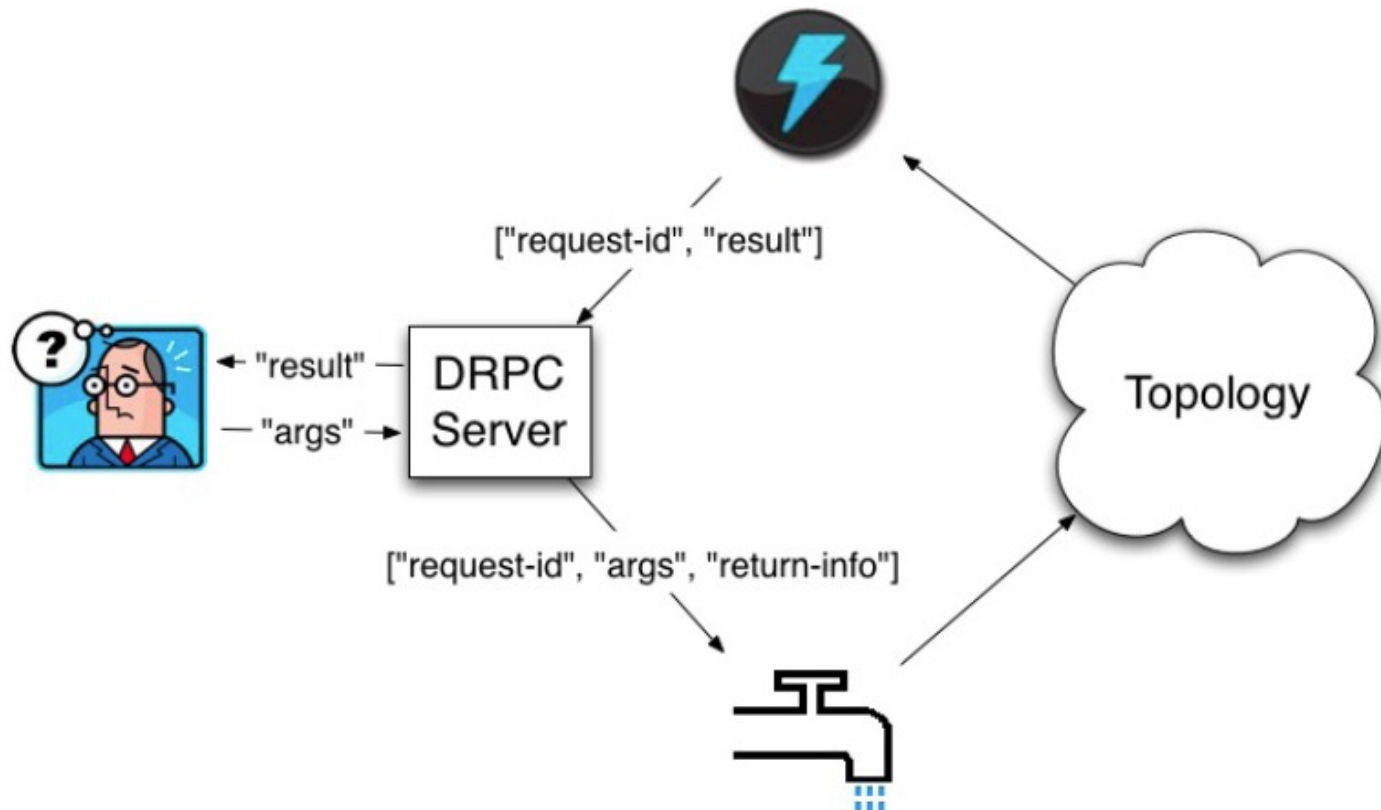 ["request-id", "result"]
?
"result"
"args"
DRPC
Server
Topology
["request-id", "args", "return-info"]